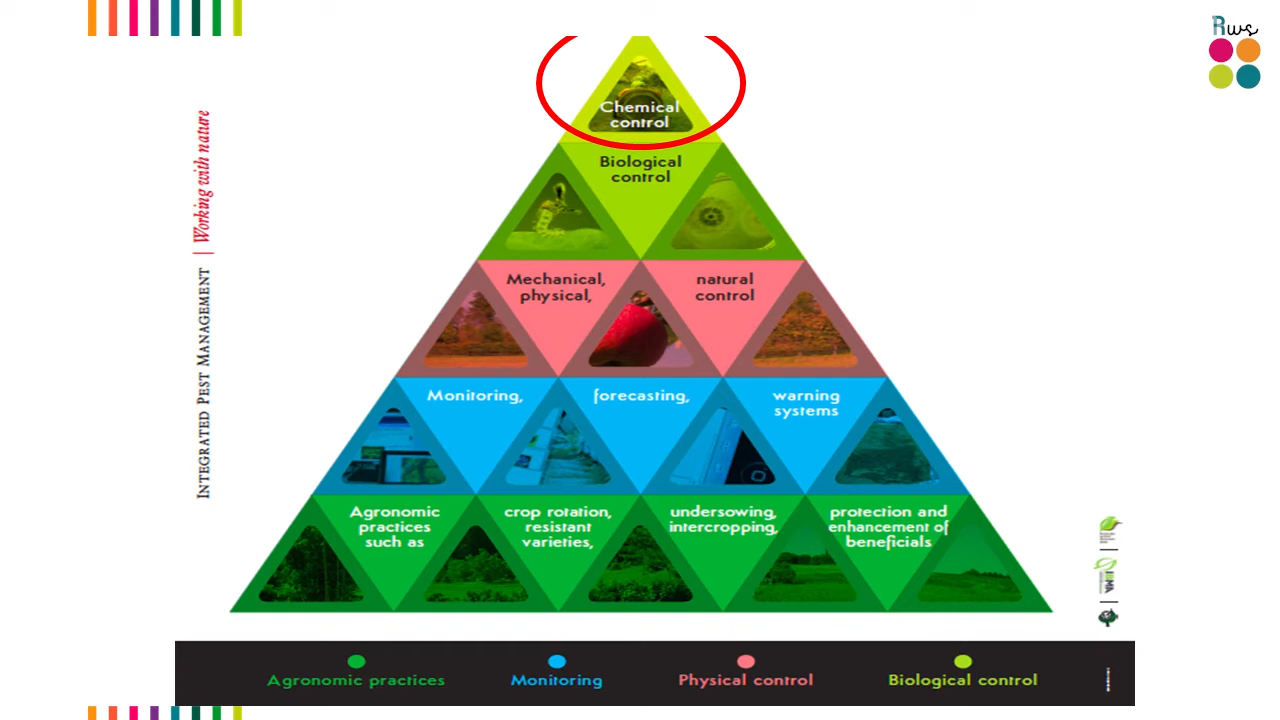 Rws
Chemical
control
Biological
control
Mechanical,
physical,
natural
control
Monitoring,
forecasting,
warning
systems
Agronomic
practices
such as
crop rotation,
resistant
varieties,
undersowing,
intercropping,
protection and
enhancement of
beneficials
INTEGRATED PEST MANAGEMENT | Working with nature
IBMA
Agronomic practices
Monitoring
Physical control
Biological control